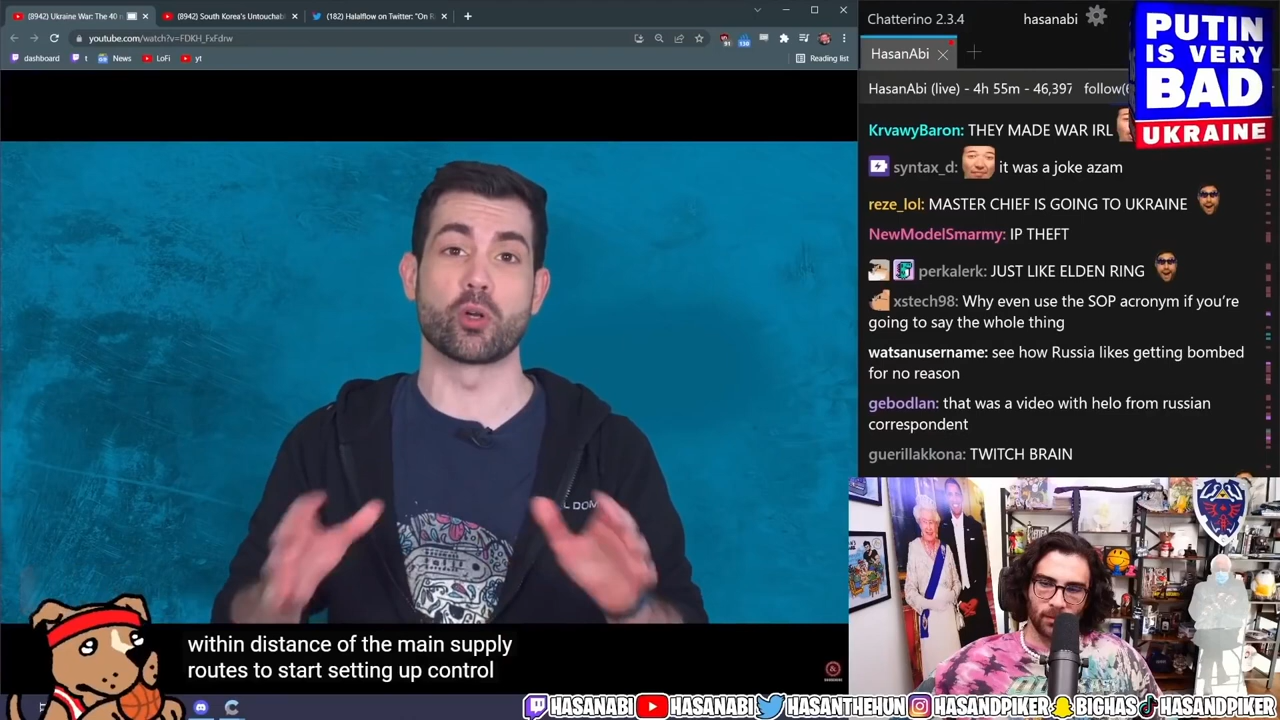 (8942) Ukraine War: The 40 m
(8942) South Korea's Untouchab
(182) Halalflow on Twitter: "On R
youtube.com/watch?v=FDKH_FxFdrw
91
130
dashboard
t
News
LoFi
yt
Reading list
Chatterino 2.3.4
hasanabi
HasanAbi
HasanAbi (live) - 4h 55m - 46,397
follow(
PUTIN
IS VERY
BAD
UKRAINE
KrvawyBaron: THEY MADE WAR IRL
syntax_d: it was a joke azam
reze_lol: MASTER CHIEF IS GOING TO UKRAINE
NewModelSmarmy: IP THEFT
perkalerk: JUST LIKE ELDEN RING
xstech98: Why even use the SOP acronym if you’re
going to say the whole thing
watsanusername: see how Russia likes getting bombed
for no reason
gebodlan: that was a video with helo from russian
correspondent
guerillakkona: TWITCH BRAIN
within distance of the main supply
routes to start setting up control
HASANABI
HASANABI
HASANTHEHUN
HASANDPIKER
BIGHAS
HASANDPIKER